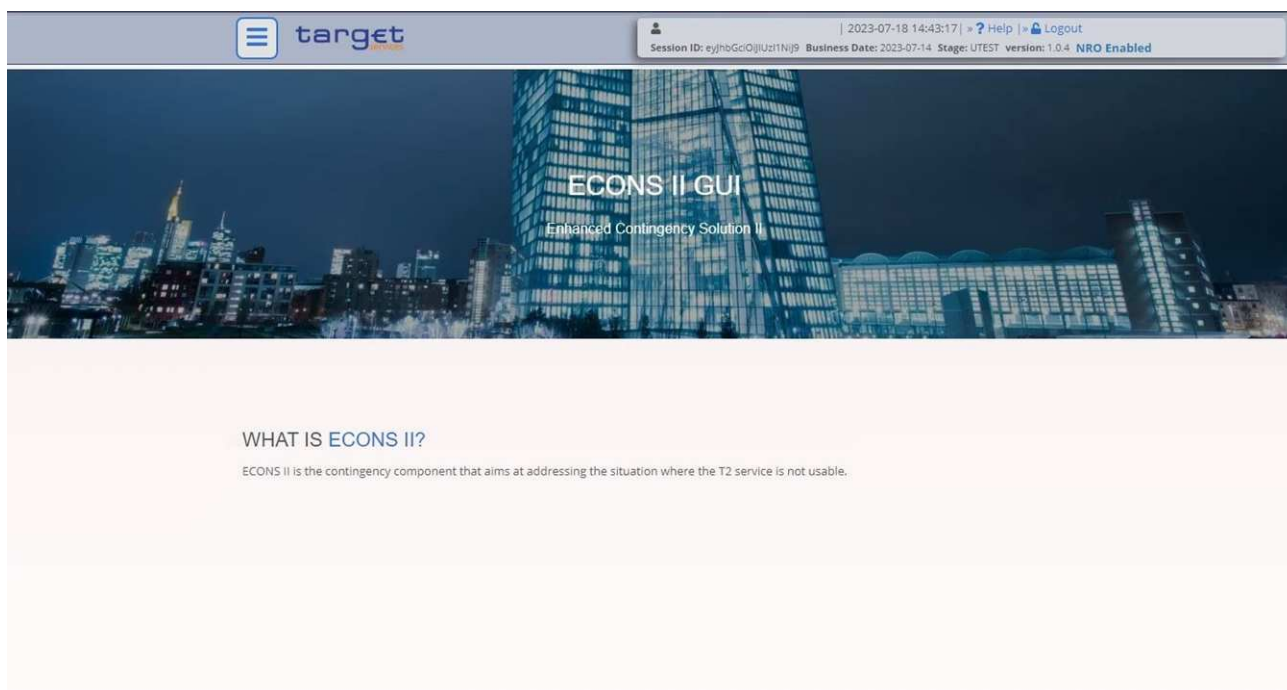 target
services
| 2023-07-18 14:43:17| » ? Help |» Logout
Session ID: eyJhbGciOiJIUzI1NiJ9 Business Date: 2023-07-14 Stage: UTEST version: 1.0.4 NRO Enabled
ECONS II GUI
Enhanced Contingency Solution II
WHAT IS ECONS II?
ECONS II is the contingency component that aims at addressing the situation where the T2 service is not usable.